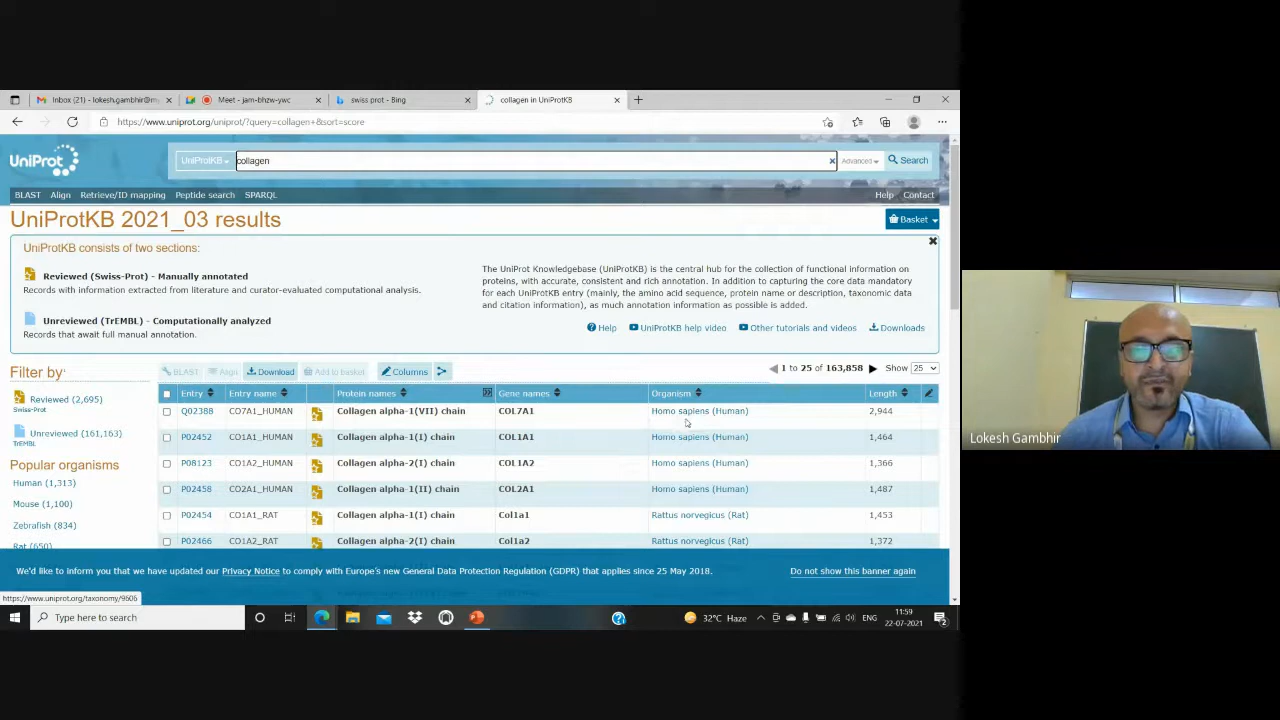 Inbox (21) - lokesh.gambhir@m
Meet - jam-bhzw-ywc
swiss prot - Bing
collagen in UniProtKB
https://www.uniprot.org/uniprot/?query=collagen+&sort=score
UniProt
UniProtKB
collagen
Advanced
Search
BLAST Align Retrieve/ID mapping Peptide search SPARQL
Help Contact
UniProtKB 2021_03 results
Basket
UniProtKB consists of two sections:
Reviewed (Swiss-Prot) - Manually annotated
Records with information extracted from literature and curator-evaluated computational analysis.
Unreviewed (TrEMBL) - Computationally analyzed
Records that await full manual annotation.
The UniProt Knowledgebase (UniProtKB) is the central hub for the collection of functional information on
proteins, with accurate, consistent and rich annotation. In addition to capturing the core data mandatory
for each UniProtKB entry (mainly, the amino acid sequence, protein name or description, taxonomic data
and citation information), as much annotation information as possible is added.
Help UniProtKB help video Other tutorials and videos Downloads
Filter by
BLAST Align Download Add to basket Columns
1 to 25 of 163,858 Show 25
Reviewed (2,695)
Swiss-Prot
Unreviewed (161,163)
TrEMBL
Popular organisms
Human (1,313)
Mouse (1,100)
Zebrafish (834)
Rat (650)
Entry Entry name Protein names Gene names Organism Length
Q02388 CO7A1_HUMAN Collagen alpha-1(VII) chain COL7A1 Homo sapiens (Human) 2,944
P02452 CO1A1_HUMAN Collagen alpha-1(I) chain COL1A1 Homo sapiens (Human) 1,464
P08123 CO1A2_HUMAN Collagen alpha-2(I) chain COL1A2 Homo sapiens (Human) 1,366
P02458 CO2A1_HUMAN Collagen alpha-1(II) chain COL2A1 Homo sapiens (Human) 1,487
P02454 CO1A1_RAT Collagen alpha-1(I) chain Col1a1 Rattus norvegicus (Rat) 1,453
P02466 CO1A2_RAT Collagen alpha-2(I) chain Col1a2 Rattus norvegicus (Rat) 1,372
We'd like to inform you that we have updated our Privacy Notice to comply with Europe's new General Data Protection Regulation (GDPR) that applies since 25 May 2018.
Do not show this banner again
https://www.uniprot.org/taxonomy/9606
Type here to search
32°C Haze
ENG
11:59
22-07-2021
2
Lokesh Gambhir